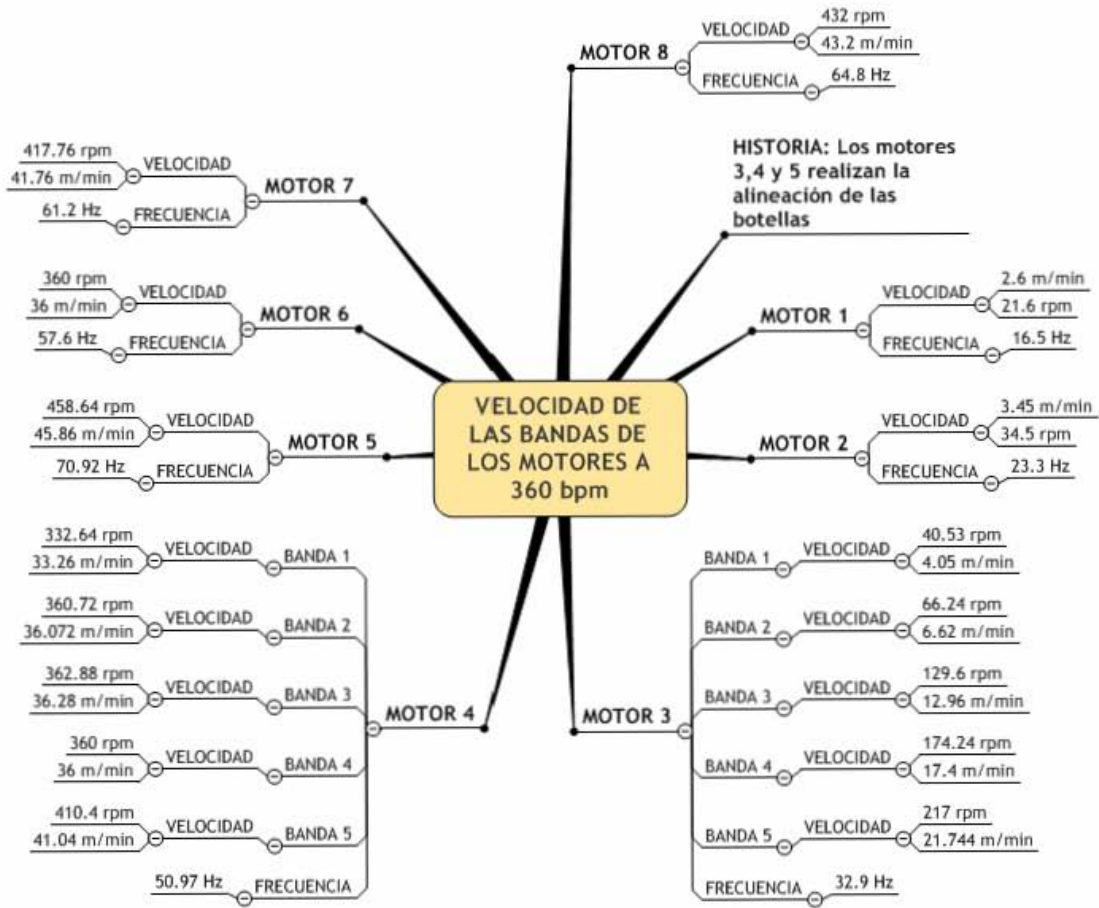 VELOCIDAD DE
LAS BANDAS DE
LOS MOTORES A
360 bpm
MOTOR 8
VELOCIDAD
432 rpm
43.2 m/min
FRECUENCIA
64.8 Hz
HISTORIA: Los motores
3,4 y 5 realizan la
alineación de las
botellas
MOTOR 1
VELOCIDAD
2.6 m/min
21.6 rpm
FRECUENCIA
16.5 Hz
MOTOR 2
VELOCIDAD
3.45 m/min
34.5 rpm
FRECUENCIA
23.3 Hz
MOTOR 3
BANDA 1
VELOCIDAD
40.53 rpm
4.05 m/min
BANDA 2
VELOCIDAD
66.24 rpm
6.62 m/min
BANDA 3
VELOCIDAD
129.6 rpm
12.96 m/min
BANDA 4
VELOCIDAD
174.24 rpm
17.4 m/min
BANDA 5
VELOCIDAD
217 rpm
21.744 m/min
FRECUENCIA
32.9 Hz
MOTOR 4
BANDA 1
VELOCIDAD
332.64 rpm
33.26 m/min
BANDA 2
VELOCIDAD
360.72 rpm
36.072 m/min
BANDA 3
VELOCIDAD
362.88 rpm
36.28 m/min
BANDA 4
VELOCIDAD
360 rpm
36 m/min
BANDA 5
VELOCIDAD
410.4 rpm
41.04 m/min
FRECUENCIA
50.97 Hz
MOTOR 5
VELOCIDAD
458.64 rpm
45.86 m/min
FRECUENCIA
70.92 Hz
MOTOR 6
VELOCIDAD
360 rpm
36 m/min
FRECUENCIA
57.6 Hz
MOTOR 7
VELOCIDAD
417.76 rpm
41.76 m/min
FRECUENCIA
61.2 Hz